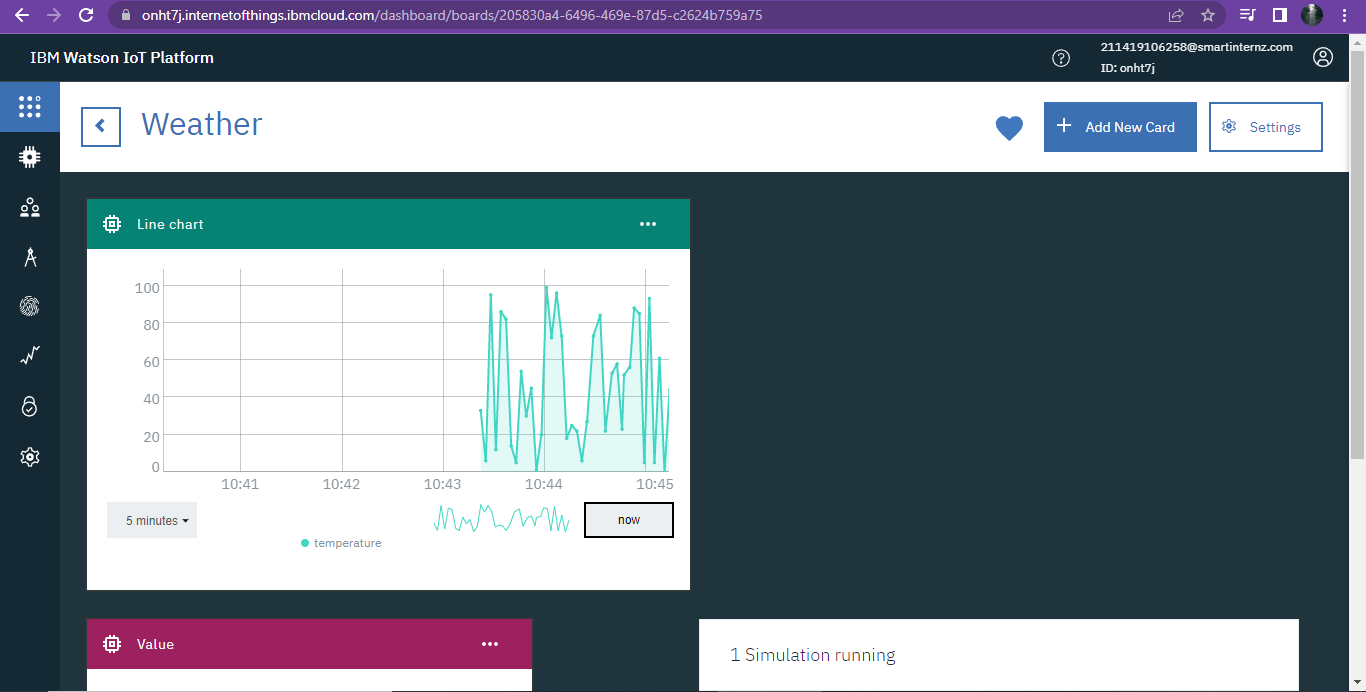 onht7j.internetofthings.ibmcloud.com/dashboard/boards/205830a4-6496-469e-87d5-c2624b759a75
IBM Watson IoT Platform
211419106258@smartinternz.com
ID: onht7j
Weather
Add New Card
Settings
Line chart
100
80
60
40
20
0
10:41 10:42 10:43 10:44 10:45
5 minutes
now
temperature
Value
1 Simulation running